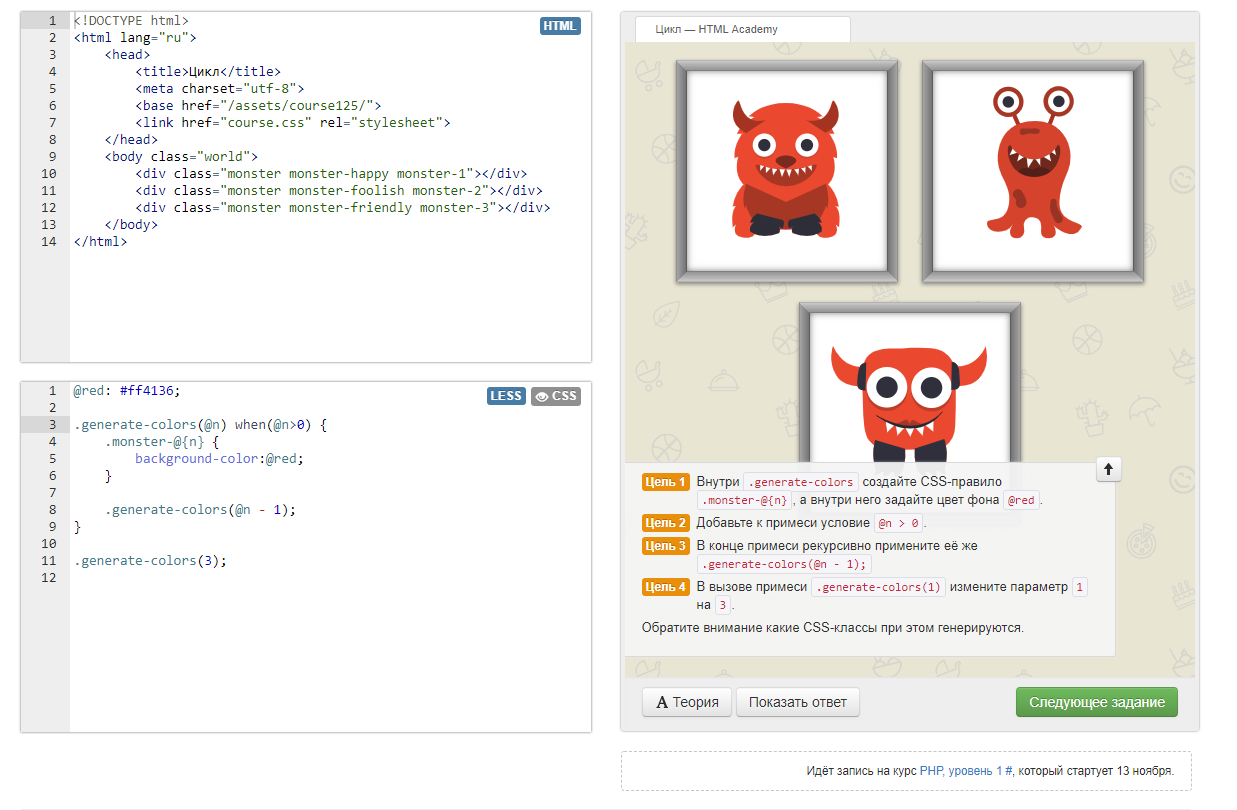 1 <!DOCTYPE html>
2 <html lang="ru">
3     <head>
4         <title>Цикл</title>
5         <meta charset="utf-8">
6         <base href="/assets/course125/">
7         <link href="course.css" rel="stylesheet">
8     </head>
9     <body class="world">
10         <div class="monster monster-happy monster-1"></div>
11         <div class="monster monster-foolish monster-2"></div>
12         <div class="monster monster-friendly monster-3"></div>
13     </body>
14 </html>
HTML
1 @red: #ff4136;
2
3 .generate-colors(@n) when(@n>0) {
4     .monster-@{n} {
5         background-color:@red;
6     }
7
8     .generate-colors(@n - 1);
9 }
10
11 .generate-colors(3);
12
LESS CSS
Цикл — HTML Academy
Цель 1 Внутри .generate-colors создайте CSS-правило
.monster-@{n}, а внутри него задайте цвет фона @red.
Цель 2 Добавьте к примеси условие @n > 0.
Цель 3 В конце примеси рекурсивно примените её же
.generate-colors(@n - 1);
Цель 4 В вызове примеси .generate-colors(1) измените параметр 1
на 3.
Обратите внимание какие CSS-классы при этом генерируются.
А Теория Показать ответ Следующее задание
Идёт запись на курс PHP, уровень 1 #, который стартует 13 ноября.